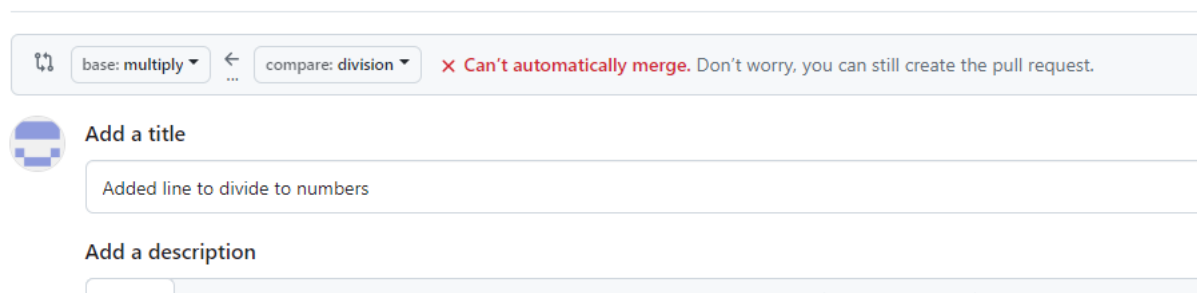 base: multiply ← compare: division × Can't automatically merge. Don't worry, you can still create the pull request.
...
Add a title
Added line to divide to numbers
Add a description